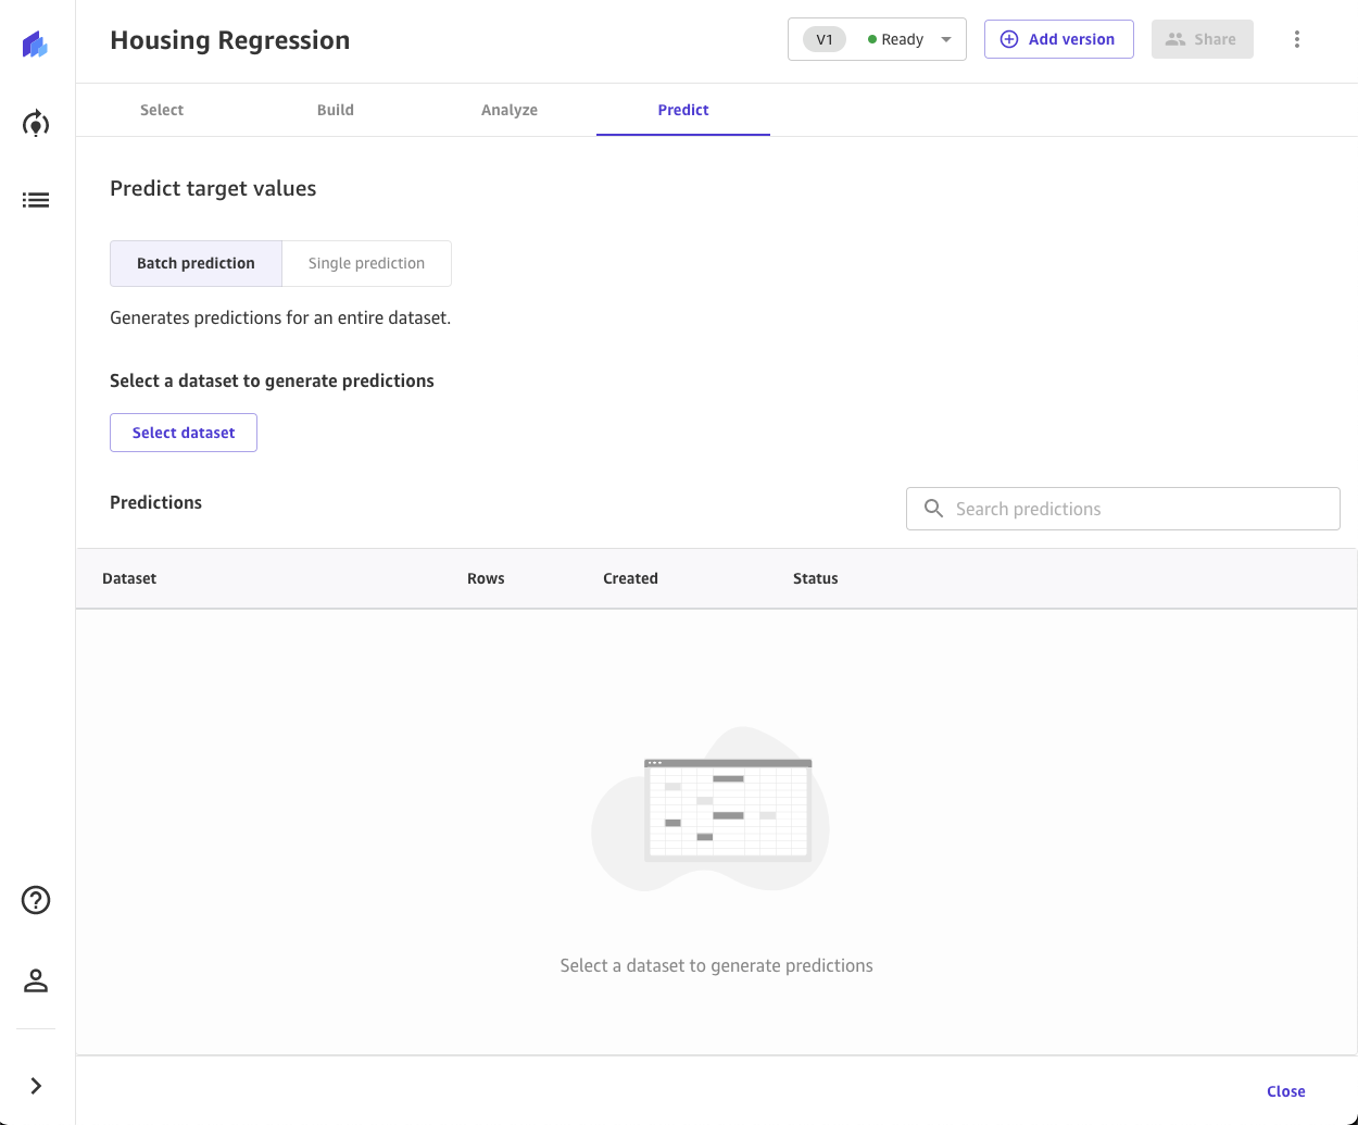 Housing Regression
V1 Ready
Add version
Share
Select Build Analyze Predict
Predict target values
Batch prediction Single prediction
Generates predictions for an entire dataset.
Select a dataset to generate predictions
Select dataset
Predictions
Search predictions
Dataset Rows Created Status
Select a dataset to generate predictions
Close